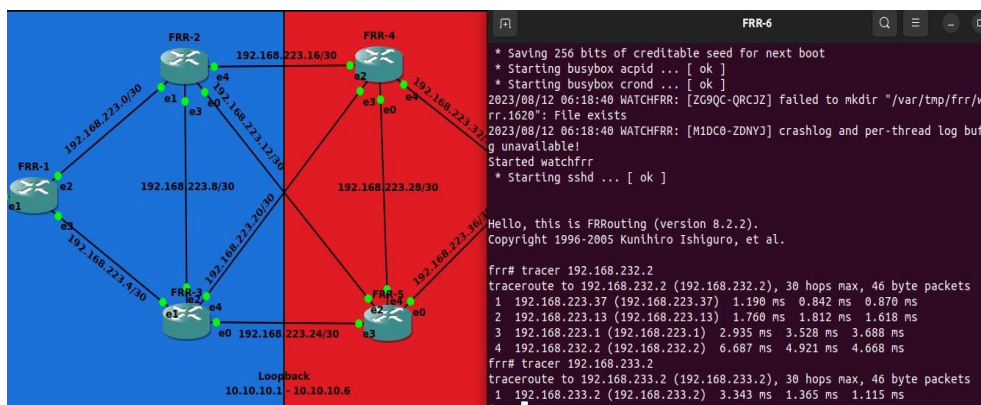 FRR-2
FRR-4
192.168.223.16/30
e4
e2
e1
e3
e0
e3
e0
e4
192.168.223.0/30
192.168.223.12/30
192.168.223.32/
FRR-1
e2
e1
e3
192.168.223.8/30
192.168.223.28/30
192.168.223.20/30
192.168.223.36/30
192.168.223.4/30
FRR-3
e2
e4
e1
e0
FRR-5
e4
e2
e0
e3
192.168.223.24/30
Loopback
10.10.10.1 - 10.10.10.6
FRR-6
* Saving 256 bits of creditable seed for next boot
* Starting busybox acpid ... [ ok ]
* Starting busybox crond ... [ ok ]
2023/08/12 06:18:40 WATCHFRR: [ZG9QC-QRCJZ] failed to mkdir "/var/tmp/frr/w
rr.1620": File exists
2023/08/12 06:18:40 WATCHFRR: [M1DC0-ZDNYJ] crashlog and per-thread log buf
g unavailable!
Started watchfrr
* Starting sshd ... [ ok ]
Hello, this is FRRouting (version 8.2.2).
Copyright 1996-2005 Kunihiro Ishiguro, et al.
frr# tracer 192.168.232.2
traceroute to 192.168.232.2 (192.168.232.2), 30 hops max, 46 byte packets
1 192.168.223.37 (192.168.223.37) 1.190 ms 0.842 ms 0.870 ms
2 192.168.223.13 (192.168.223.13) 1.760 ms 1.812 ms 1.618 ms
3 192.168.223.1 (192.168.223.1) 2.935 ms 3.528 ms 3.688 ms
4 192.168.232.2 (192.168.232.2) 6.687 ms 4.921 ms 4.668 ms
frr# tracer 192.168.233.2
traceroute to 192.168.233.2 (192.168.233.2), 30 hops max, 46 byte packets
1 192.168.233.2 (192.168.233.2) 3.343 ms 1.365 ms 1.115 ms